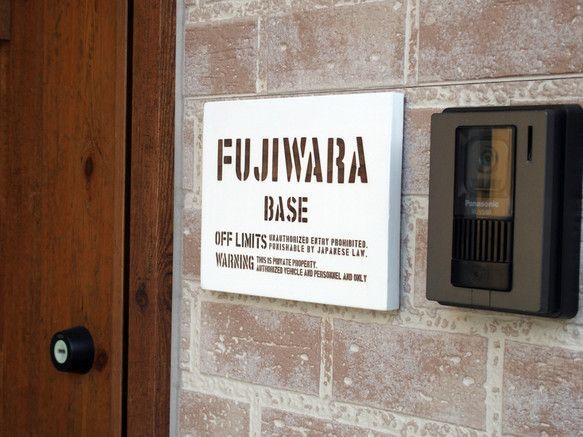 FUJIWARA
BASE
OFF LIMITS UNAUTHORIZED ENTRY PROHIBITED.
PUNISHABLE BY JAPANESE LAW.
WARNING THIS IS PRIVATE PROPERTY.
AUTHORIZED VEHICLE AND PERSONNEL AND ONLY
Panasonic